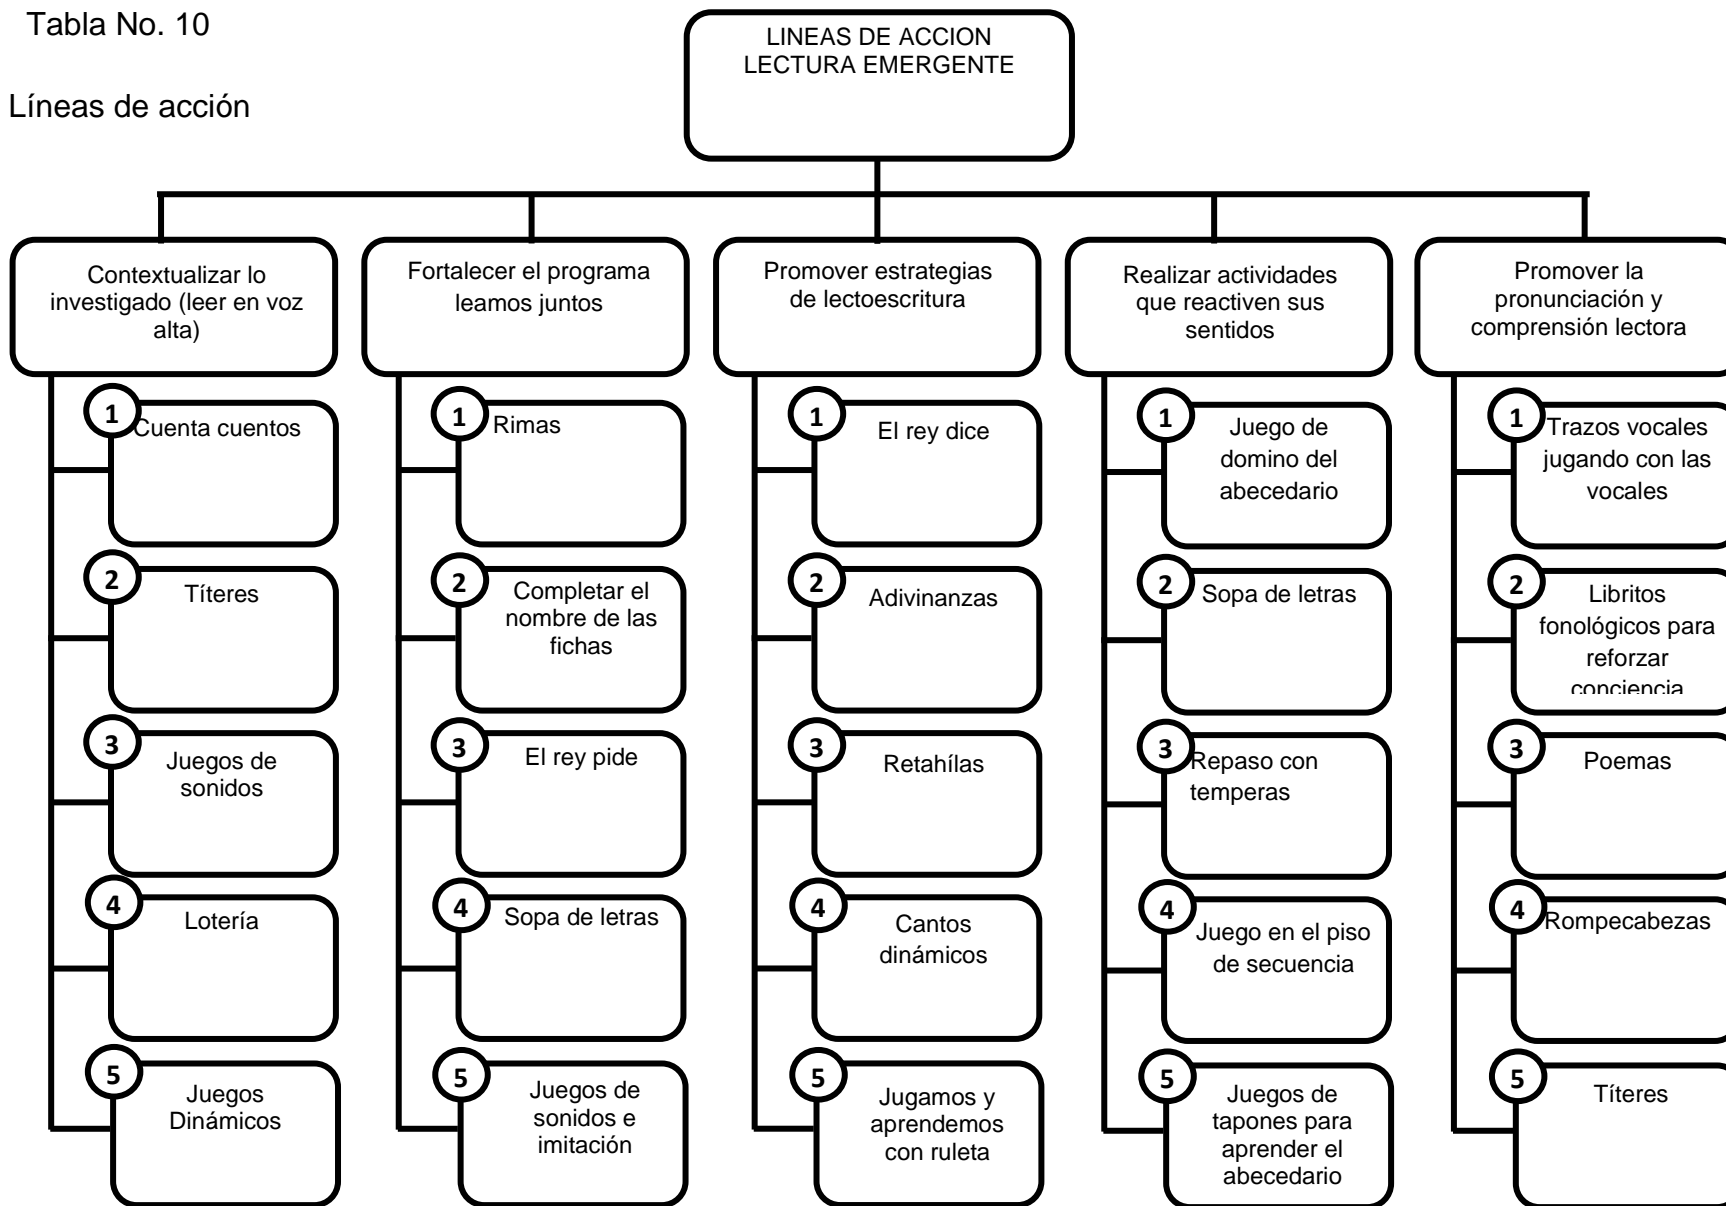 Tabla No. 10
Líneas de acción
LINEAS DE ACCION
LECTURA EMERGENTE
Contextualizar lo
investigado (leer en voz
alta)
1
Cuenta cuentos
2
Títeres
3
Juegos de
sonidos
4
Lotería
5
Juegos
Dinámicos
Fortalecer el programa
leamos juntos
1
Rimas
2
Completar el
nombre de las
fichas
3
El rey pide
4
Sopa de letras
5
Juegos de
sonidos e
imitación
Promover estrategias
de lectoescritura
1
El rey dice
2
Adivinanzas
3
Retahílas
4
Cantos
dinámicos
5
Jugamos y
aprendemos
con ruleta
Realizar actividades
que reactiven sus
sentidos
1
Juego de
domino del
abecedario
2
Sopa de letras
3
Repaso con
temperas
4
Juego en el piso
de secuencia
5
Juegos de
tapones para
aprender el
abecedario
Promover la
pronunciación y
comprensión lectora
1
Trazos vocales
jugando con las
vocales
2
Libritos
fonológicos para
reforzar
conciencia
3
Poemas
4
Rompecabezas
5
Títeres